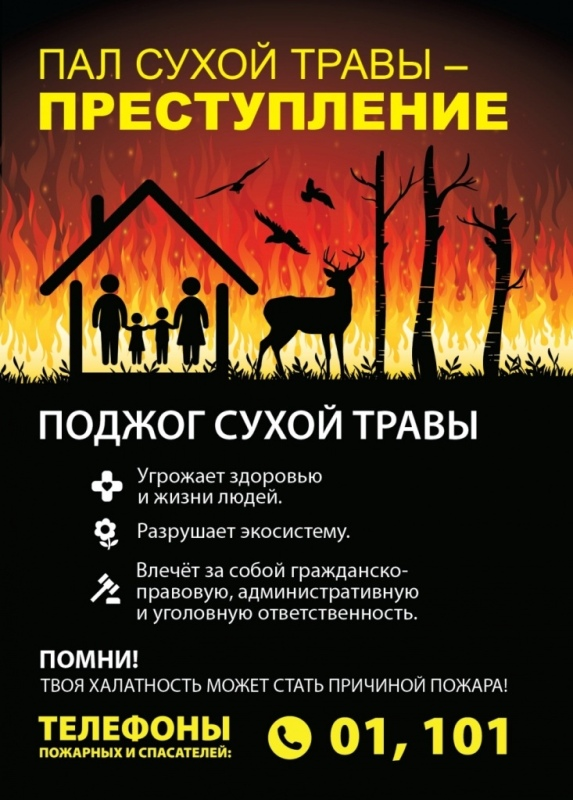 ПАЛ СУХОЙ ТРАВЫ –
ПРЕСТУПЛЕНИЕ
ПОДЖОГ СУХОЙ ТРАВЫ
Угрожает здоровью
и жизни людей.
Разрушает экосистему.
Влечёт за собой гражданско-
правовую, административную
и уголовную ответственность.
ПОМНИ!
ТВОЯ ХАЛАТНОСТЬ МОЖЕТ СТАТЬ ПРИЧИНОЙ ПОЖАРА!
ТЕЛЕФОНЫ
ПОЖАРНЫХ И СПАСАТЕЛЕЙ:
01, 101